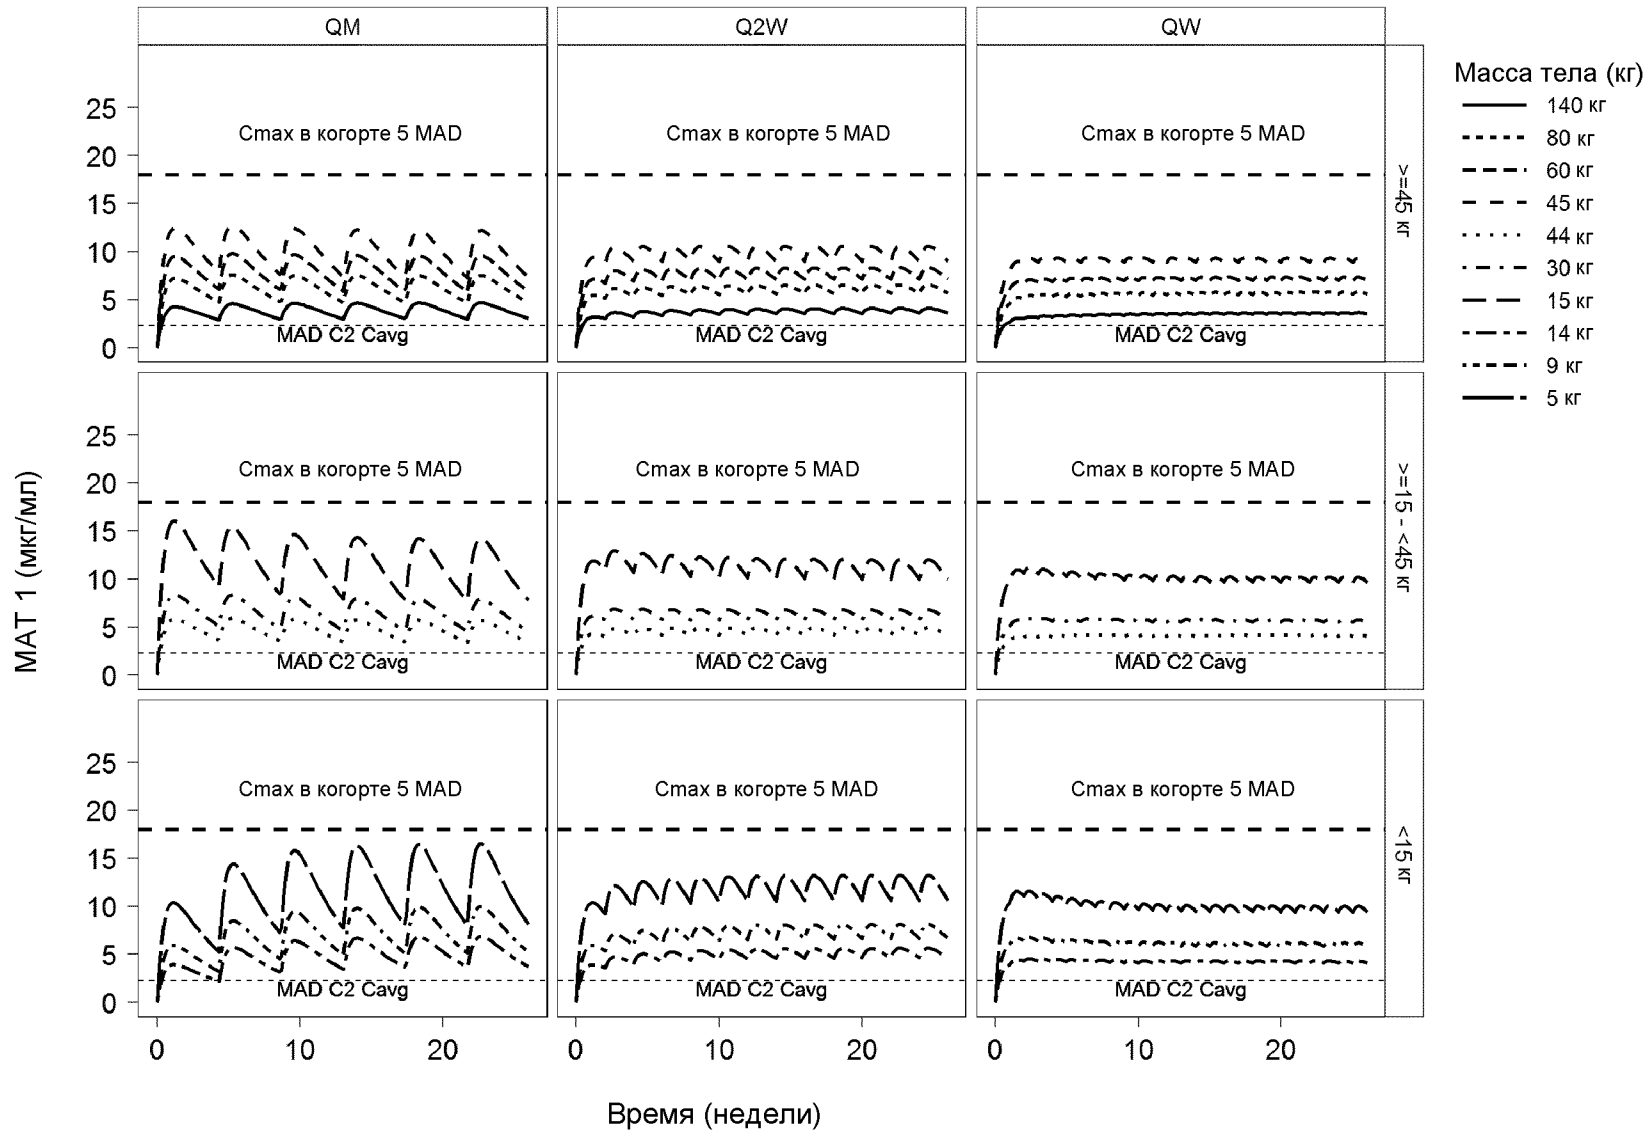 QM
Q2W
QW
Масса тела (кг)
140 кг
80 кг
60 кг
45 кг
44 кг
30 кг
15 кг
14 кг
9 кг
5 кг
25
20
15
10
5
0
Cmax в когорте 5 MAD
Cmax в когорте 5 MAD
Cmax в когорте 5 MAD
MAD C2 Cavg
MAD C2 Cavg
MAD C2 Cavg
>=45 кг
25
20
15
10
5
0
Cmax в когорте 5 MAD
Cmax в когорте 5 MAD
Cmax в когорте 5 MAD
MAD C2 Cavg
MAD C2 Cavg
MAD C2 Cavg
>=15 - <45 кг
МАТ 1 (мкг/мл)
25
20
15
10
5
0
Cmax в когорте 5 MAD
Cmax в когорте 5 MAD
Cmax в когорте 5 MAD
MAD C2 Cavg
MAD C2 Cavg
MAD C2 Cavg
<15 кг
0 10 20
0 10 20
0 10 20
Время (недели)